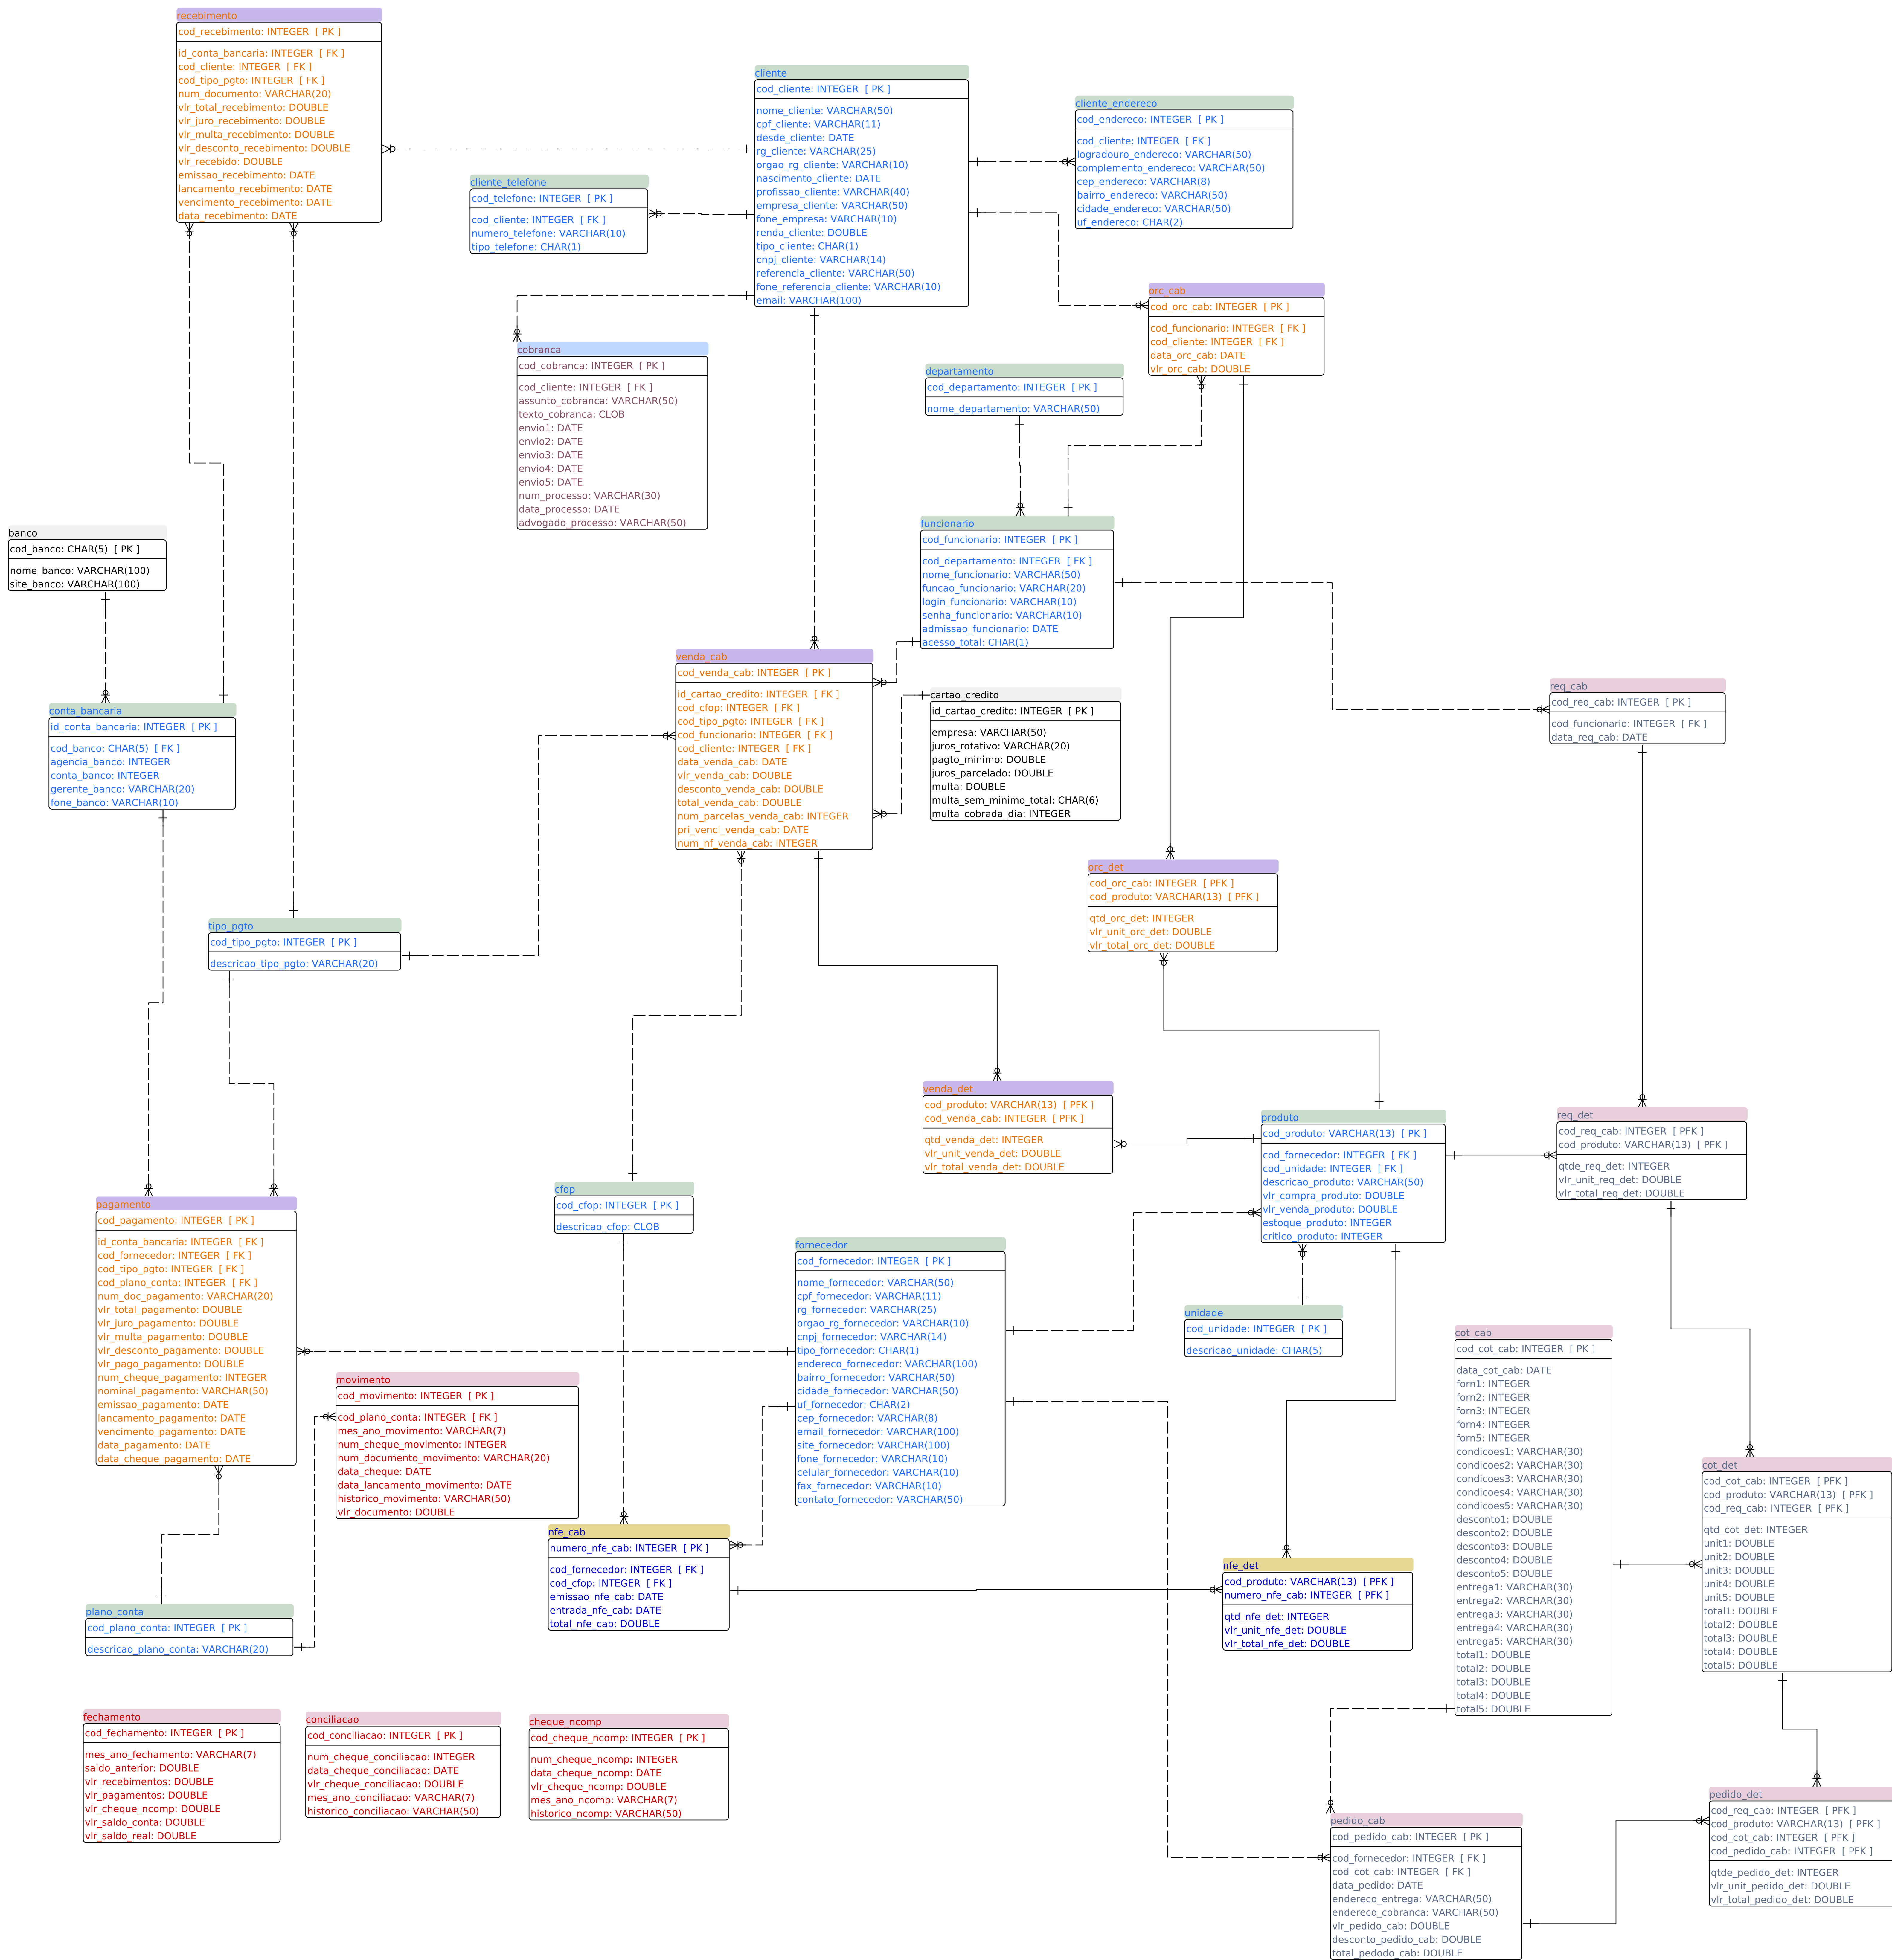 recebimento
cod_recebimento: INTEGER [ PK ]
id_conta_bancaria: INTEGER [ FK ]
cod_cliente: INTEGER [ FK ]
cod_tipo_pgto: INTEGER [ FK ]
num_documento: VARCHAR(20)
vlr_total_recebimento: DOUBLE
vlr_juro_recebimento: DOUBLE
vlr_multa_recebimento: DOUBLE
vlr_desconto_recebimento: DOUBLE
vlr_recebido: DOUBLE
emissao_recebimento: DATE
lancamento_recebimento: DATE
vencimento_recebimento: DATE
data_recebimento: DATE
cliente
cod_cliente: INTEGER [ PK ]
nome_cliente: VARCHAR(50)
cpf_cliente: VARCHAR(11)
desde_cliente: DATE
rg_cliente: VARCHAR(25)
orgao_rg_cliente: VARCHAR(10)
nascimento_cliente: DATE
profissao_cliente: VARCHAR(40)
empresa_cliente: VARCHAR(50)
fone_empresa: VARCHAR(10)
renda_cliente: DOUBLE
tipo_cliente: CHAR(1)
cnpj_cliente: VARCHAR(14)
referencia_cliente: VARCHAR(50)
fone_referencia_cliente: VARCHAR(10)
email: VARCHAR(100)
cliente_endereco
cod_endereco: INTEGER [ PK ]
cod_cliente: INTEGER [ FK ]
logradouro_endereco: VARCHAR(50)
complemento_endereco: VARCHAR(50)
cep_endereco: VARCHAR(8)
bairro_endereco: VARCHAR(50)
cidade_endereco: VARCHAR(50)
uf_endereco: CHAR(2)
cliente_telefone
cod_telefone: INTEGER [ PK ]
cod_cliente: INTEGER [ FK ]
numero_telefone: VARCHAR(10)
tipo_telefone: CHAR(1)
orc_cab
cod_orc_cab: INTEGER [ PK ]
cod_funcionario: INTEGER [ FK ]
cod_cliente: INTEGER [ FK ]
data_orc_cab: DATE
vlr_orc_cab: DOUBLE
cobranca
cod_cobranca: INTEGER [ PK ]
cod_cliente: INTEGER [ FK ]
assunto_cobranca: VARCHAR(50)
texto_cobranca: CLOB
envio1: DATE
envio2: DATE
envio3: DATE
envio4: DATE
envio5: DATE
num_processo: VARCHAR(30)
data_processo: DATE
advogado_processo: VARCHAR(50)
departamento
cod_departamento: INTEGER [ PK ]
nome_departamento: VARCHAR(50)
funcionario
cod_funcionario: INTEGER [ PK ]
cod_departamento: INTEGER [ FK ]
nome_funcionario: VARCHAR(50)
funcao_funcionario: VARCHAR(20)
login_funcionario: VARCHAR(10)
senha_funcionario: VARCHAR(10)
admissao_funcionario: DATE
acesso_total: CHAR(1)
banco
cod_banco: CHAR(5) [ PK ]
nome_banco: VARCHAR(100)
site_banco: VARCHAR(100)
venda_cab
cod_venda_cab: INTEGER [ PK ]
id_cartao_credito: INTEGER [ FK ]
cod_cfop: INTEGER [ FK ]
cod_tipo_pgto: INTEGER [ FK ]
cod_funcionario: INTEGER [ FK ]
cod_cliente: INTEGER [ FK ]
data_venda_cab: DATE
vlr_venda_cab: DOUBLE
desconto_venda_cab: DOUBLE
total_venda_cab: DOUBLE
num_parcelas_venda_cab: INTEGER
pri_venci_venda_cab: DATE
num_nf_venda_cab: INTEGER
cartao_credito
id_cartao_credito: INTEGER [ PK ]
empresa: VARCHAR(50)
juros_rotativo: VARCHAR(20)
pagto_minimo: DOUBLE
juros_parcelado: DOUBLE
multa: DOUBLE
multa_sem_minimo_total: CHAR(6)
multa_cobrada_dia: INTEGER
req_cab
cod_req_cab: INTEGER [ PK ]
cod_funcionario: INTEGER [ FK ]
data_req_cab: DATE
conta_bancaria
id_conta_bancaria: INTEGER [ PK ]
cod_banco: CHAR(5) [ FK ]
agencia_banco: INTEGER
conta_banco: INTEGER
gerente_banco: VARCHAR(20)
fone_banco: VARCHAR(10)
orc_det
cod_orc_cab: INTEGER [ PFK ]
cod_produto: VARCHAR(13) [ PFK ]
qtd_orc_det: INTEGER
vlr_unit_orc_det: DOUBLE
vlr_total_orc_det: DOUBLE
tipo_pgto
cod_tipo_pgto: INTEGER [ PK ]
descricao_tipo_pgto: VARCHAR(20)
venda_det
cod_produto: VARCHAR(13) [ PFK ]
cod_venda_cab: INTEGER [ PFK ]
qtd_venda_det: INTEGER
vlr_unit_venda_det: DOUBLE
vlr_total_venda_det: DOUBLE
produto
cod_produto: VARCHAR(13) [ PK ]
cod_fornecedor: INTEGER [ FK ]
cod_unidade: INTEGER [ FK ]
descricao_produto: VARCHAR(50)
vlr_compra_produto: DOUBLE
vlr_venda_produto: DOUBLE
estoque_produto: INTEGER
critico_produto: INTEGER
req_det
cod_req_cab: INTEGER [ PFK ]
cod_produto: VARCHAR(13) [ PFK ]
qtde_req_det: INTEGER
vlr_unit_req_det: DOUBLE
vlr_total_req_det: DOUBLE
pagamento
cod_pagamento: INTEGER [ PK ]
id_conta_bancaria: INTEGER [ FK ]
cod_fornecedor: INTEGER [ FK ]
cod_tipo_pgto: INTEGER [ FK ]
cod_plano_conta: INTEGER [ FK ]
num_doc_pagamento: VARCHAR(20)
vlr_total_pagamento: DOUBLE
vlr_juro_pagamento: DOUBLE
vlr_multa_pagamento: DOUBLE
vlr_desconto_pagamento: DOUBLE
vlr_pago_pagamento: DOUBLE
num_cheque_pagamento: INTEGER
nominal_pagamento: VARCHAR(50)
emissao_pagamento: DATE
lancamento_pagamento: DATE
vencimento_pagamento: DATE
data_pagamento: DATE
data_cheque_pagamento: DATE
cfop
cod_cfop: INTEGER [ PK ]
descricao_cfop: CLOB
fornecedor
cod_fornecedor: INTEGER [ PK ]
nome_fornecedor: VARCHAR(50)
cpf_fornecedor: VARCHAR(11)
rg_fornecedor: VARCHAR(25)
orgao_rg_fornecedor: VARCHAR(10)
cnpj_fornecedor: VARCHAR(14)
tipo_fornecedor: CHAR(1)
endereco_fornecedor: VARCHAR(100)
bairro_fornecedor: VARCHAR(50)
cidade_fornecedor: VARCHAR(50)
uf_fornecedor: CHAR(2)
cep_fornecedor: VARCHAR(8)
email_fornecedor: VARCHAR(100)
site_fornecedor: VARCHAR(100)
fone_fornecedor: VARCHAR(10)
celular_fornecedor: VARCHAR(10)
fax_fornecedor: VARCHAR(10)
contato_fornecedor: VARCHAR(50)
unidade
cod_unidade: INTEGER [ PK ]
descricao_unidade: CHAR(5)
cot_cab
cod_cot_cab: INTEGER [ PK ]
data_cot_cab: DATE
forn1: INTEGER
forn2: INTEGER
forn3: INTEGER
forn4: INTEGER
forn5: INTEGER
condicoes1: VARCHAR(30)
condicoes2: VARCHAR(30)
condicoes3: VARCHAR(30)
condicoes4: VARCHAR(30)
condicoes5: VARCHAR(30)
desconto1: DOUBLE
desconto2: DOUBLE
desconto3: DOUBLE
desconto4: DOUBLE
desconto5: DOUBLE
entrega1: VARCHAR(30)
entrega2: VARCHAR(30)
entrega3: VARCHAR(30)
entrega4: VARCHAR(30)
entrega5: VARCHAR(30)
total1: DOUBLE
total2: DOUBLE
total3: DOUBLE
total4: DOUBLE
total5: DOUBLE
movimento
cod_movimento: INTEGER [ PK ]
cod_plano_conta: INTEGER [ FK ]
mes_ano_movimento: VARCHAR(7)
num_cheque_movimento: INTEGER
num_documento_movimento: VARCHAR(20)
data_cheque: DATE
data_lancamento_movimento: DATE
historico_movimento: VARCHAR(50)
vlr_documento: DOUBLE
cot_det
cod_cot_cab: INTEGER [ PFK ]
cod_produto: VARCHAR(13) [ PFK ]
cod_req_cab: INTEGER [ PFK ]
qtd_cot_det: INTEGER
unit1: DOUBLE
unit2: DOUBLE
unit3: DOUBLE
unit4: DOUBLE
unit5: DOUBLE
total1: DOUBLE
total2: DOUBLE
total3: DOUBLE
total4: DOUBLE
total5: DOUBLE
nfe_cab
numero_nfe_cab: INTEGER [ PK ]
cod_fornecedor: INTEGER [ FK ]
cod_cfop: INTEGER [ FK ]
emissao_nfe_cab: DATE
entrada_nfe_cab: DATE
total_nfe_cab: DOUBLE
nfe_det
cod_produto: VARCHAR(13) [ PFK ]
numero_nfe_cab: INTEGER [ PFK ]
qtd_nfe_det: INTEGER
vlr_unit_nfe_det: DOUBLE
vlr_total_nfe_det: DOUBLE
plano_conta
cod_plano_conta: INTEGER [ PK ]
descricao_plano_conta: VARCHAR(20)
fechamento
cod_fechamento: INTEGER [ PK ]
mes_ano_fechamento: VARCHAR(7)
saldo_anterior: DOUBLE
vlr_recebimentos: DOUBLE
vlr_pagamentos: DOUBLE
vlr_cheque_ncomp: DOUBLE
vlr_saldo_conta: DOUBLE
vlr_saldo_real: DOUBLE
conciliacao
cod_conciliacao: INTEGER [ PK ]
num_cheque_conciliacao: INTEGER
data_cheque_conciliacao: DATE
vlr_cheque_conciliacao: DOUBLE
mes_ano_conciliacao: VARCHAR(7)
historico_conciliacao: VARCHAR(50)
cheque_ncomp
cod_cheque_ncomp: INTEGER [ PK ]
num_cheque_ncomp: INTEGER
data_cheque_ncomp: DATE
vlr_cheque_ncomp: DOUBLE
mes_ano_ncomp: VARCHAR(7)
historico_ncomp: VARCHAR(50)
pedido_cab
cod_pedido_cab: INTEGER [ PK ]
cod_fornecedor: INTEGER [ FK ]
cod_cot_cab: INTEGER [ FK ]
data_pedido: DATE
endereco_entrega: VARCHAR(50)
endereco_cobranca: VARCHAR(50)
vlr_pedido_cab: DOUBLE
desconto_pedido_cab: DOUBLE
total_pedodo_cab: DOUBLE
pedido_det
cod_req_cab: INTEGER [ PFK ]
cod_produto: VARCHAR(13) [ PFK ]
cod_cot_cab: INTEGER [ PFK ]
cod_pedido_cab: INTEGER [ PFK ]
qtde_pedido_det: INTEGER
vlr_unit_pedido_det: DOUBLE
vlr_total_pedido_det: DOUBLE